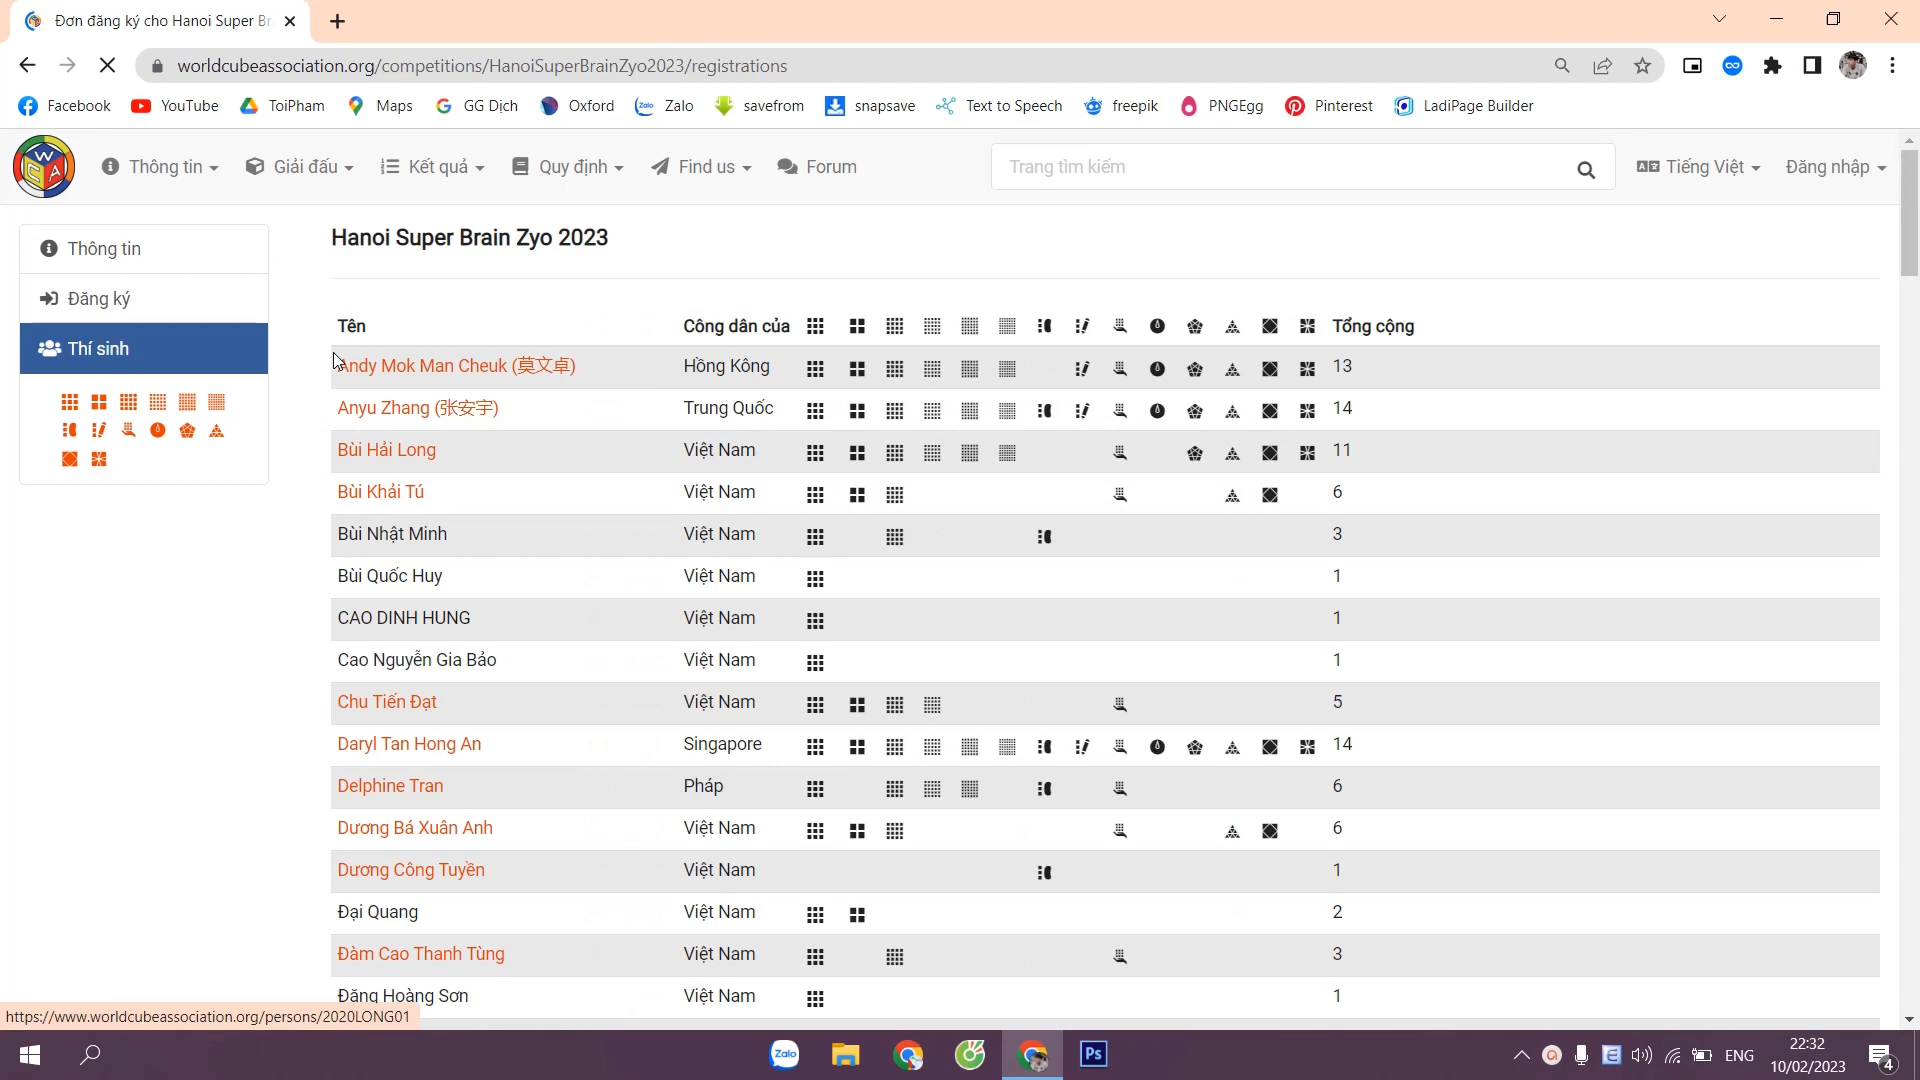 Đơn đăng ký cho Hanoi Super Br
worldcubeassociation.org/competitions/HanoiSuperBrainZyo2023/registrations
Facebook YouTube ToiPham Maps GG Dịch Oxford Zalo savefrom snapsave Text to Speech freepik PNGEgg Pinterest LadiPage Builder
Thông tin Giải đấu Kết quả Quy định Find us Forum Trang tìm kiếm Tiếng Việt Đăng nhập
Thông tin
Đăng ký
Thí sinh
Hanoi Super Brain Zyo 2023
Tên Công dân của Tổng cộng
Andy Mok Man Cheuk (莫文卓) Hồng Kông 13
Anyu Zhang (张安宇) Trung Quốc 14
Bùi Hải Long Việt Nam 11
Bùi Khải Tú Việt Nam 6
Bùi Nhật Minh Việt Nam 3
Bùi Quốc Huy Việt Nam 1
CAO DINH HUNG Việt Nam 1
Cao Nguyễn Gia Bảo Việt Nam 1
Chu Tiến Đạt Việt Nam 5
Daryl Tan Hong An Singapore 14
Delphine Tran Pháp 6
Dương Bá Xuân Anh Việt Nam 6
Dương Công Tuyền Việt Nam 1
Đại Quang Việt Nam 2
Đàm Cao Thanh Tùng Việt Nam 3
Đặng Hoàng Sơn Việt Nam 1
https://www.worldcubeassociation.org/persons/2020LONG01
Zalo Ps ENG 22:32
10/02/2023 4